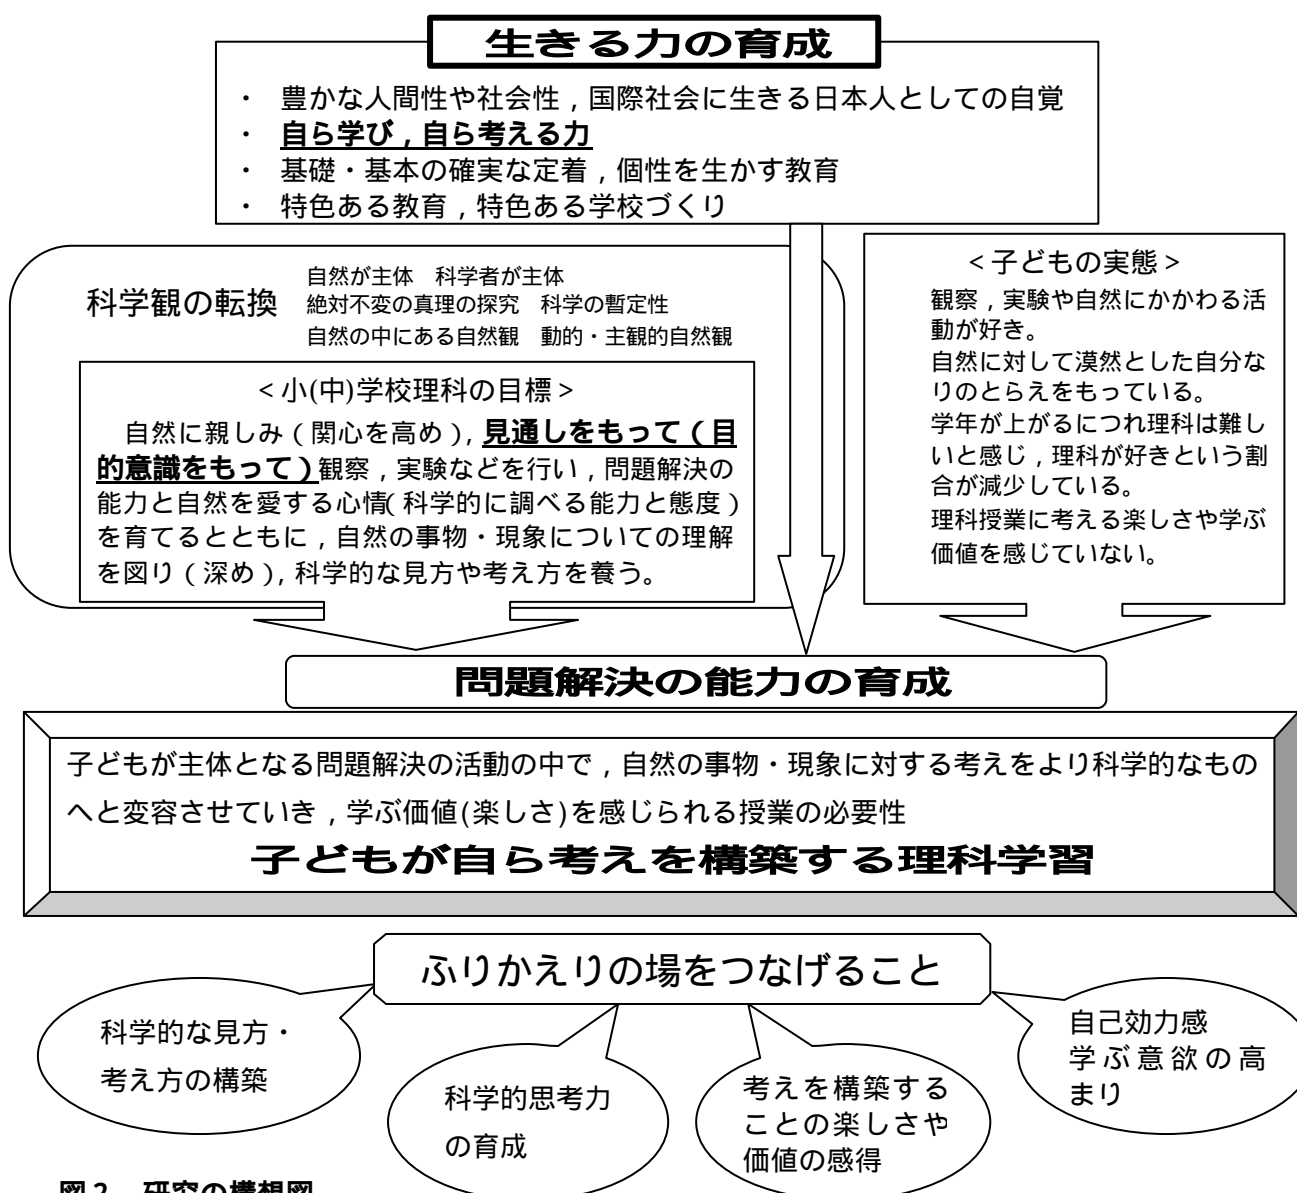 生きる力の育成
・ 豊かな人間性や社会性，国際社会に生きる日本人としての自覚
・ 自ら学び，自ら考える力
・ 基礎・基本の確実な定着，個性を生かす教育
・ 特色ある教育，特色ある学校づくり
科学観の転換
自然が主体 科学者が主体
絶対不変の真理の探究 科学の暫定性
自然の中にある自然観 動的・主観的自然観
＜小(中)学校理科の目標＞
自然に親しみ（関心を高め），見通しをもって（目
的意識をもって）観察，実験などを行い，問題解決の
能力と自然を愛する心情（科学的に調べる能力と態度）
を育てるとともに，自然の事物・現象についての理解
を図り（深め），科学的な見方や考え方を養う。
＜子どもの実態＞
観察，実験や自然にかかわる活
動が好き。
自然に対して漠然とした自分な
りのとらえをもっている。
学年が上がるにつれ理科は難し
いと感じ，理科が好きという割
合が減少している。
理科授業に考える楽しさや学ぶ
価値を感じていない。
問題解決の能力の育成
子どもが主体となる問題解決の活動の中で，自然の事物・現象に対する考えをより科学的なもの
へと変容させていき，学ぶ価値(楽しさ)を感じられる授業の必要性
子どもが自ら考えを構築する理科学習
ふりかえりの場をつなげること
科学的な見方・
考え方の構築
科学的思考力
の育成
考えを構築する
ことの楽しさや
価値の感得
自己効力感
学ぶ意欲の高
まり
図２ 研究の構想図